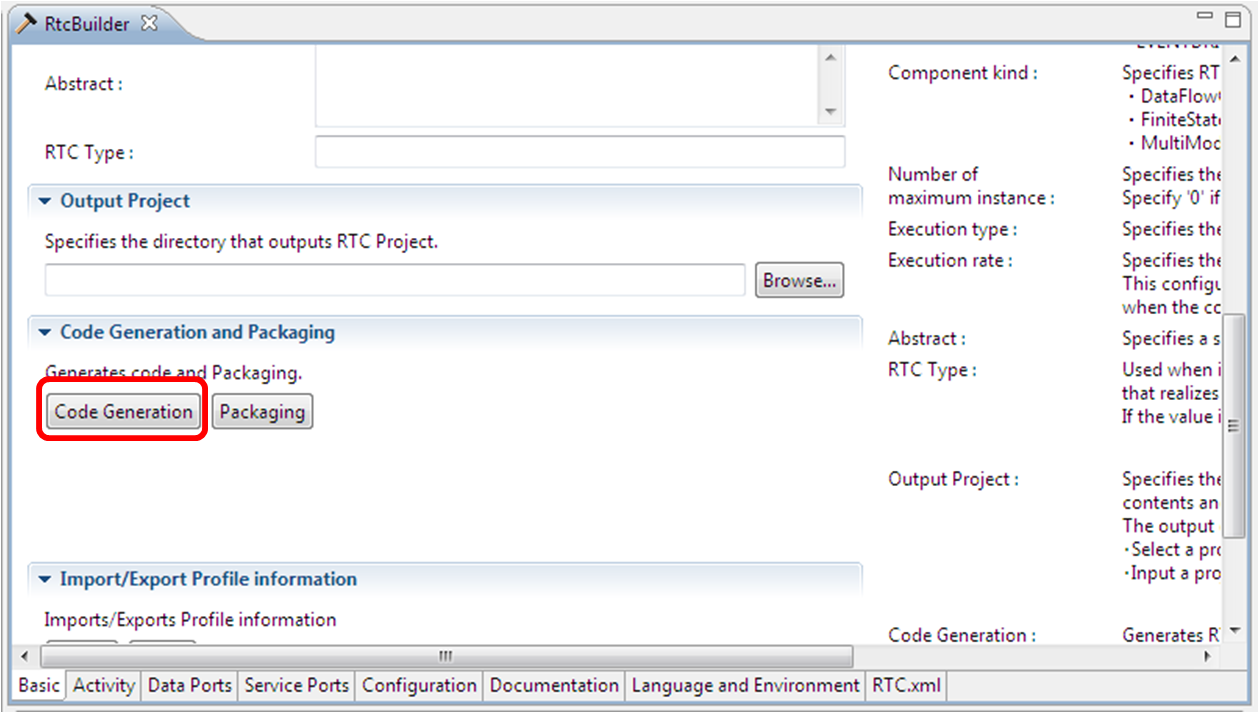 RtcBuilder
Abstract :
RTC Type :
Output Project
Specifies the directory that outputs RTC Project.
Browse...
Code Generation and Packaging
Generates code and Packaging.
Code Generation
Packaging
Import/Export Profile information
Imports/Exports Profile information
Component kind :
Specifies RT
・DataFlow
・FiniteStat
・MultiMod
Number of
maximum instance :
Specifies the
Specify '0' if
Execution type :
Specifies the
Execution rate :
Specifies the
This configu
when the co
Abstract :
Specifies a s
RTC Type :
Used when i
that realizes
If the value i
Output Project :
Specifies the
contents an
The output
・Select a pro
・Input a pro
Code Generation :
Generates R
Basic
Activity
Data Ports
Service Ports
Configuration
Documentation
Language and Environment
RTC.xml